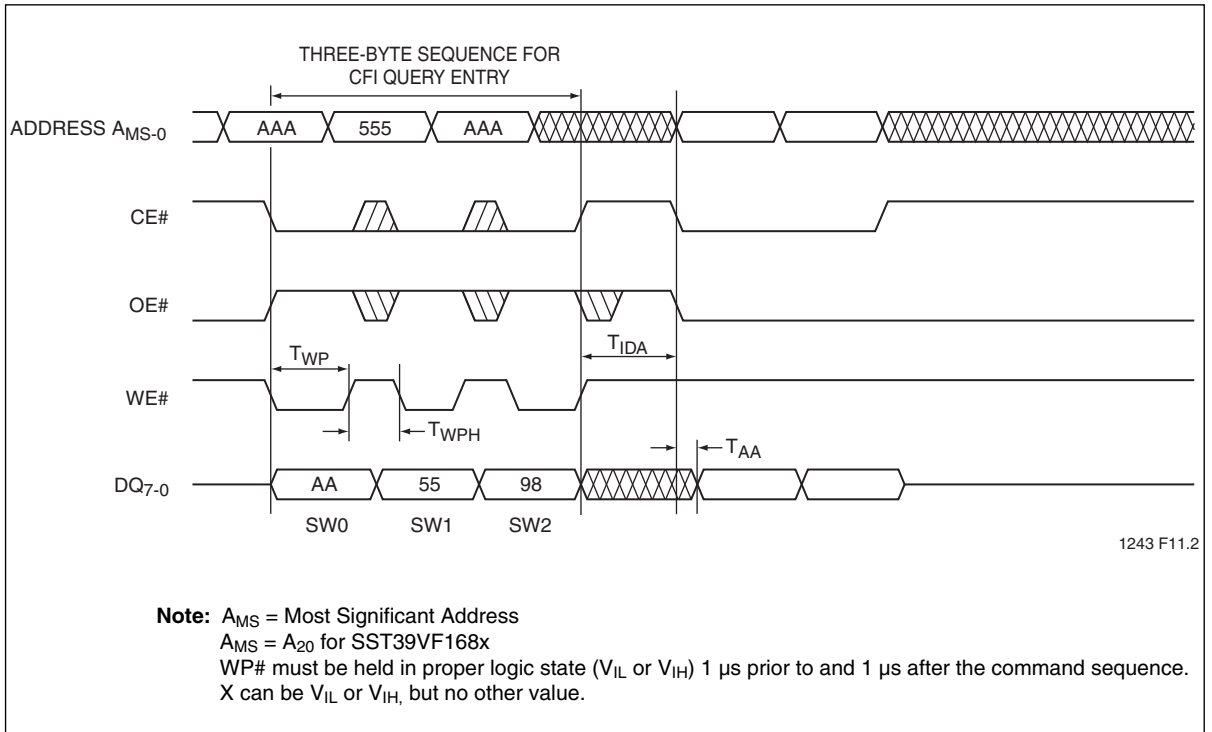 THREE-BYTE SEQUENCE FOR
CFI QUERY ENTRY
ADDRESS AMS-0
AAA 555 AAA
CE#
OE#
TIDA
TWP
WE#
TWPH
TAA
DQ7-0
AA 55 98
SW0 SW1 SW2
1243 F11.2
Note: AMS = Most Significant Address
AMS = A20 for SST39VF168x
WP# must be held in proper logic state (VIL or VIH) 1 µs prior to and 1 µs after the command sequence.
X can be VIL or VIH, but no other value.